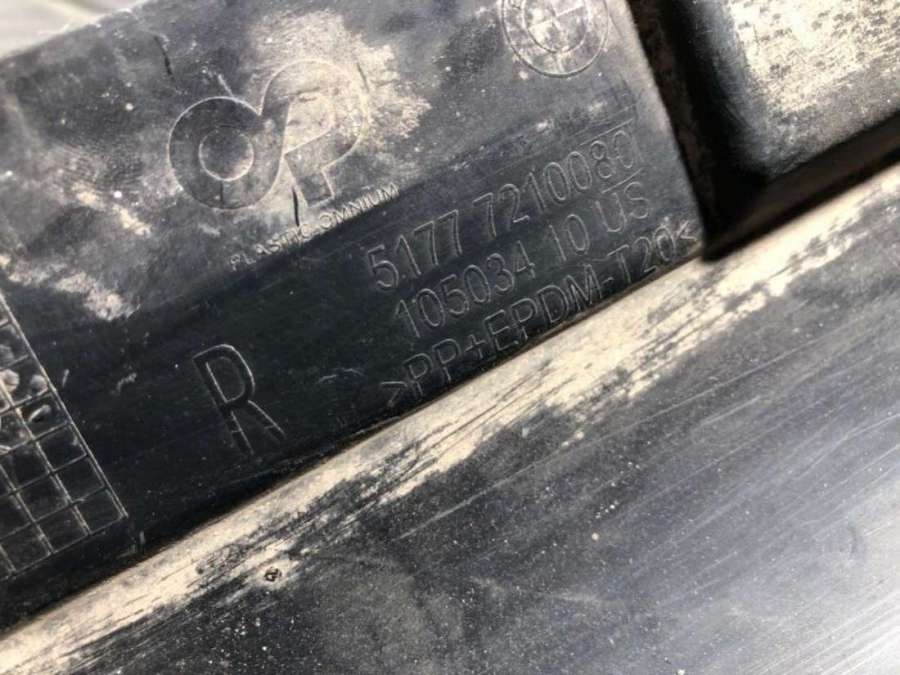 PLASTIC OMNIUM
5177 7210080
105034 10 US
>PP+EPDM-T20<
R